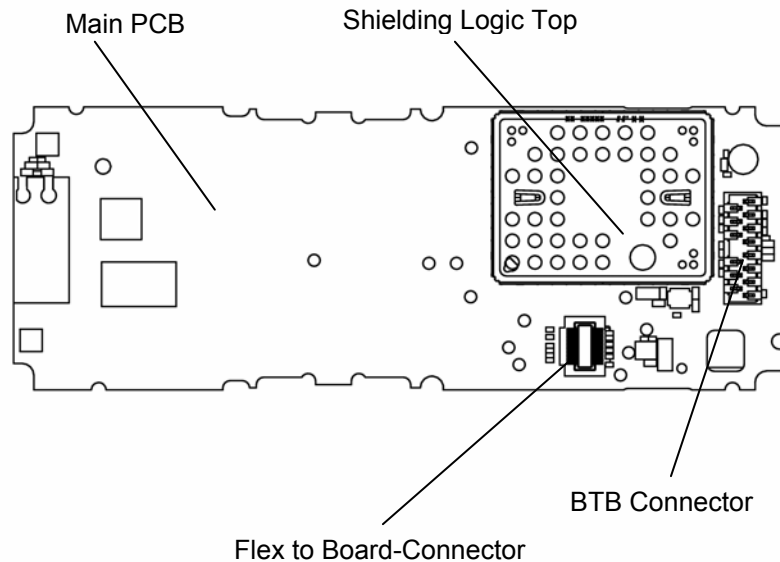 Main PCB
Shielding Logic Top
BTB Connector
Flex to Board-Connector